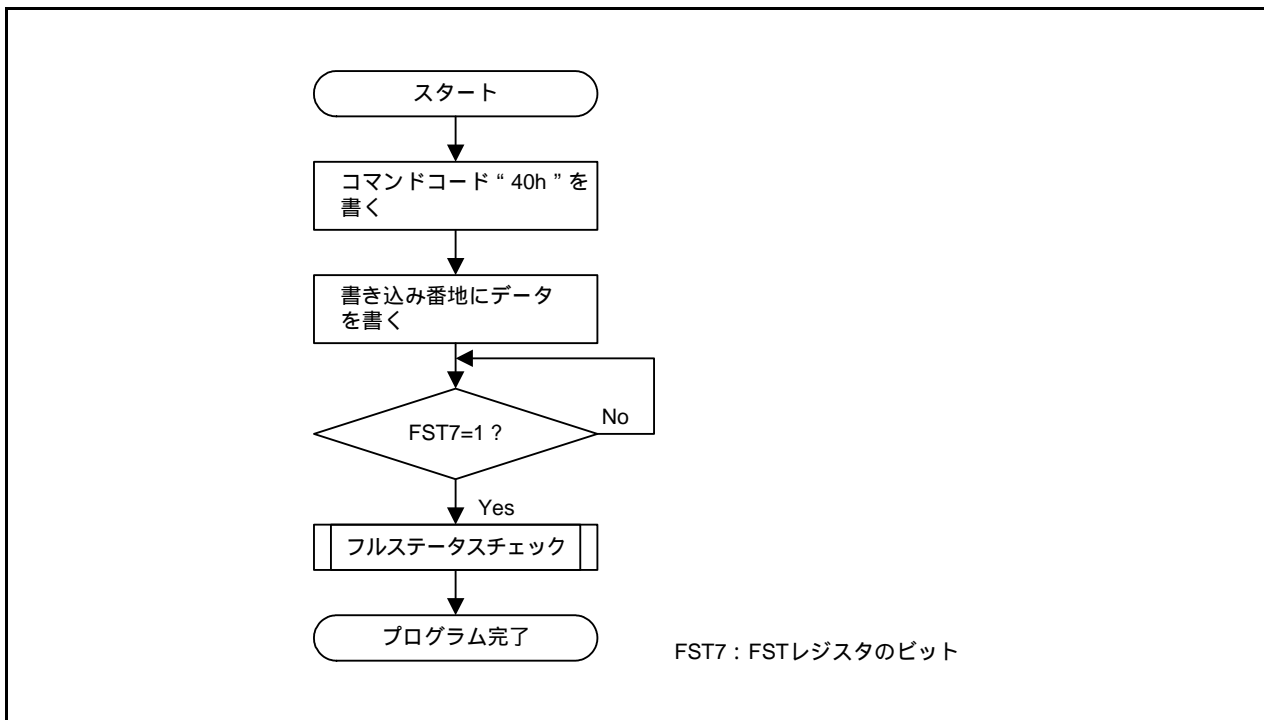 スタート
コマンドコード“ 40h ”を
書く
書き込み番地にデータ
を書く
FST7=1 ?
No
Yes
フルステータスチェック
プログラム完了
FST7 : FSTレジスタのビット